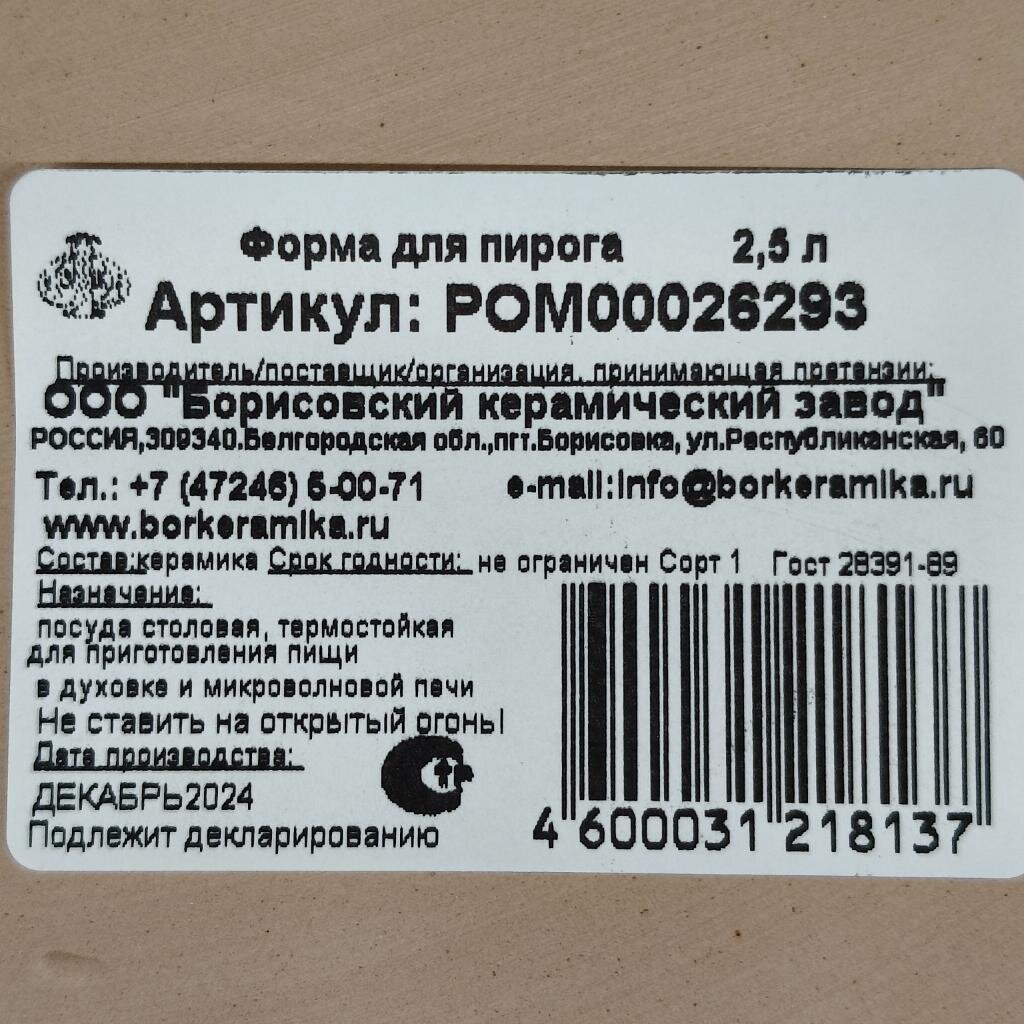 Форма для пирога 2,5 л
Артикул: РОМ00026293
Производитель/поставщик/организация, принимающая претензии:
ООО "Борисовский керамический завод"
РОССИЯ,309340.Белгородская обл.,пгт.Борисовка, ул.Республиканская, 60
Тел.: +7 (47246) 5-00-71 e-mail:info@borkeramika.ru
www.borkeramika.ru
Состав:керамика Срок годности: не ограничен Сорт 1 Гост 28391-89
Назначение:
посуда столовая, термостойкая
для приготовления пищи
в духовке и микроволновой печи
Не ставить на открытый огонь!
Дата производства:
ДЕКАБРЬ2024
Подлежит декларированию
4 600031 218137